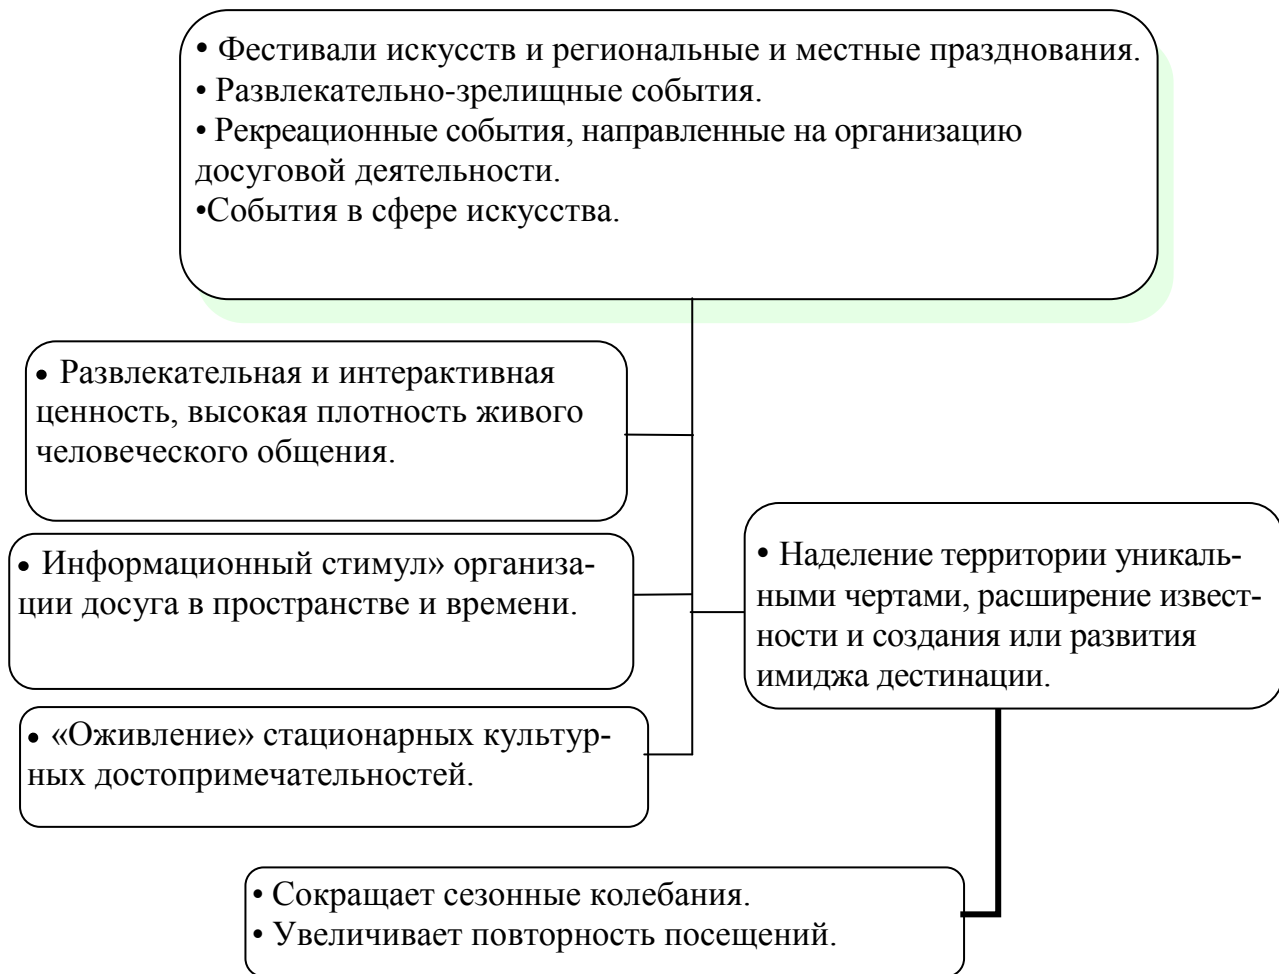 • Фестивали искусств и региональные и местные празднования.
• Развлекательно-зрелищные события.
• Рекреационные события, направленные на организацию
досуговой деятельности.
•События в сфере искусства.
• Развлекательная и интерактивная
ценность, высокая плотность живого
человеческого общения.
• Информационный стимул» организа-
ции досуга в пространстве и времени.
• «Оживление» стационарных культур-
ных достопримечательностей.
• Наделение территории уникаль-
ными чертами, расширение извест-
ности и создания или развития
имиджа дестинации.
• Сокращает сезонные колебания.
• Увеличивает повторность посещений.